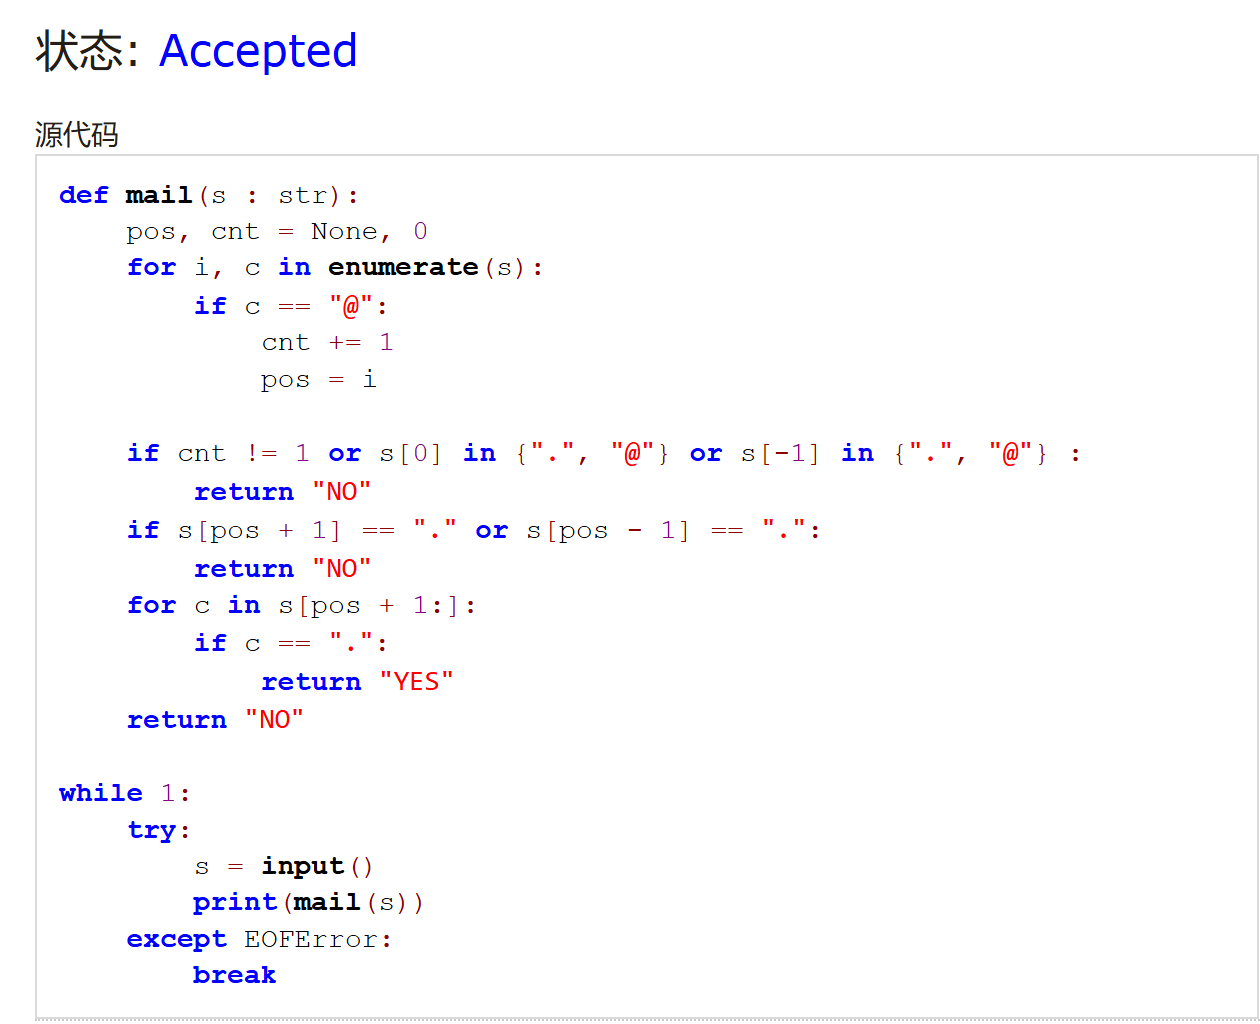 状态: Accepted
源代码
def mail(s : str):
    pos, cnt = None, 0
    for i, c in enumerate(s):
        if c == "@":
            cnt += 1
            pos = i
    if cnt != 1 or s[0] in {".", "@"} or s[-1] in {".", "@"} :
        return "NO"
    if s[pos + 1] == "." or s[pos - 1] == ".":
        return "NO"
    for c in s[pos + 1:]:
        if c == ".":
            return "YES"
    return "NO"
while 1:
    try:
        s = input()
        print(mail(s))
    except EOFError:
        break